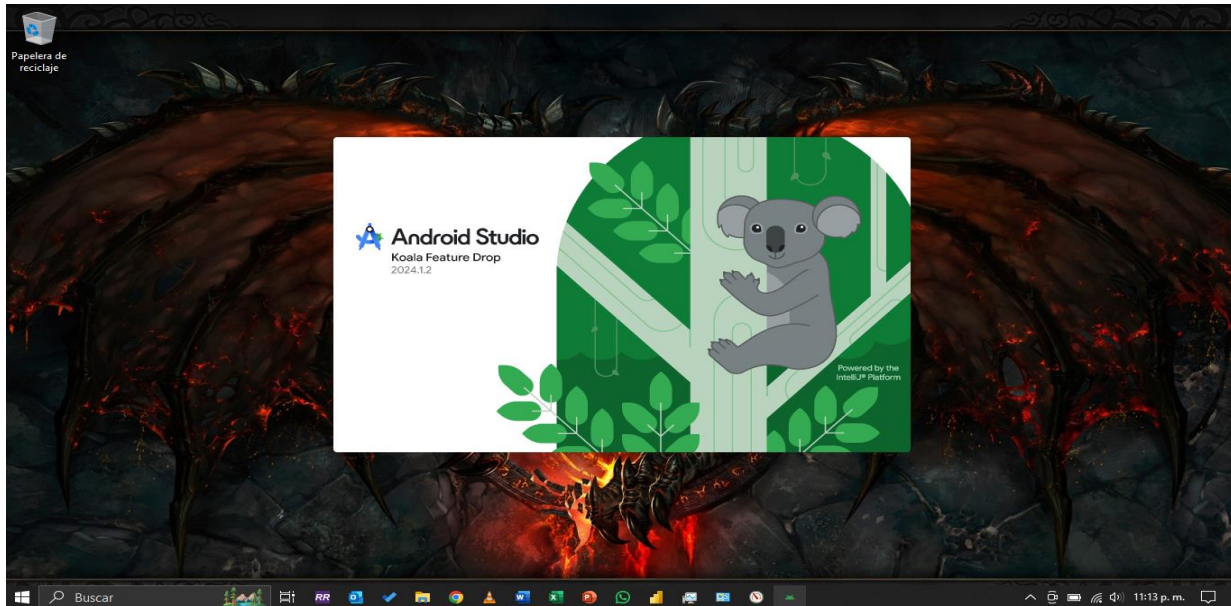 Papelera de
reciclaje
Android Studio
Koala Feature Drop
2024.1.2
Powered by the
IntelliJ® Platform
Buscar
RR
11:13 p. m.